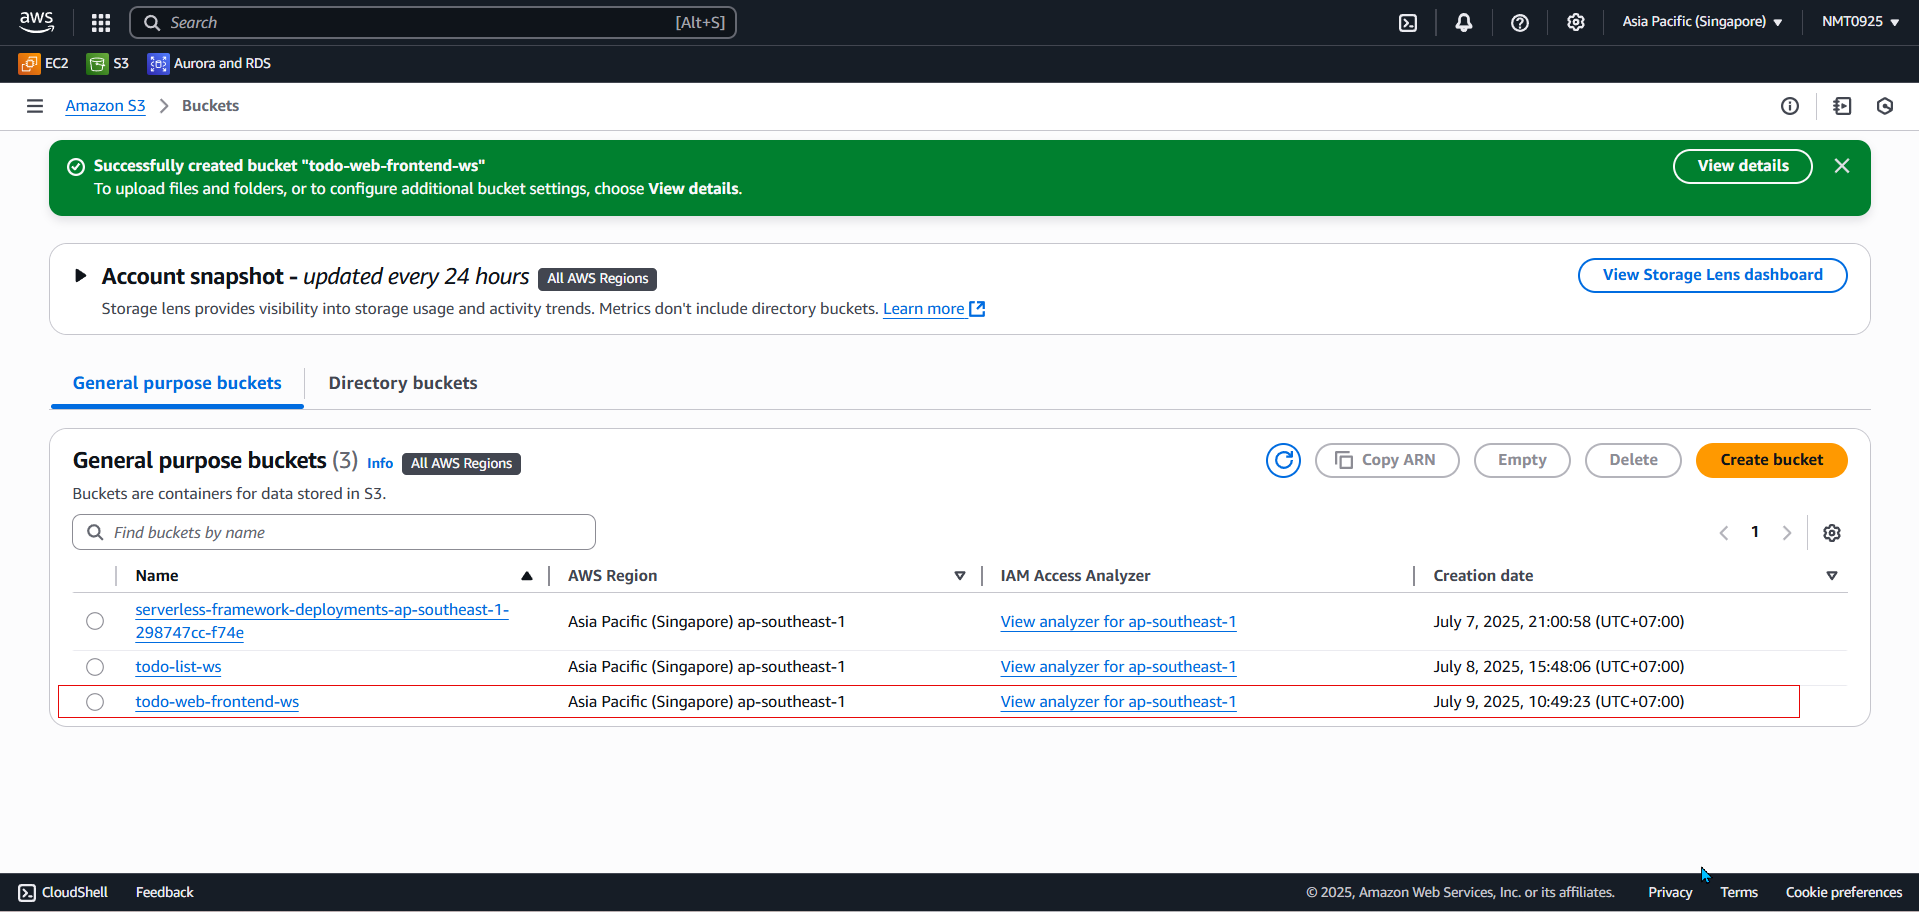 aws
Search [Alt+S]
Asia Pacific (Singapore) ▼
NMT0925 ▼
EC2
S3
Aurora and RDS
Amazon S3 > Buckets
Successfully created bucket "todo-web-frontend-ws"
To upload files and folders, or to configure additional bucket settings, choose View details.
View details
Account snapshot - updated every 24 hours All AWS Regions
Storage lens provides visibility into storage usage and activity trends. Metrics don't include directory buckets. Learn more
View Storage Lens dashboard
General purpose buckets
Directory buckets
General purpose buckets (3) Info All AWS Regions
Buckets are containers for data stored in S3.
Copy ARN
Empty
Delete
Create bucket
Find buckets by name
1
Name
AWS Region
IAM Access Analyzer
Creation date
serverless-framework-deployments-ap-southeast-1-
298747cc-f74e
Asia Pacific (Singapore) ap-southeast-1
View analyzer for ap-southeast-1
July 7, 2025, 21:00:58 (UTC+07:00)
todo-list-ws
Asia Pacific (Singapore) ap-southeast-1
View analyzer for ap-southeast-1
July 8, 2025, 15:48:06 (UTC+07:00)
todo-web-frontend-ws
Asia Pacific (Singapore) ap-southeast-1
View analyzer for ap-southeast-1
July 9, 2025, 10:49:23 (UTC+07:00)
CloudShell
Feedback
© 2025, Amazon Web Services, Inc. or its affiliates.
Privacy
Terms
Cookie preferences